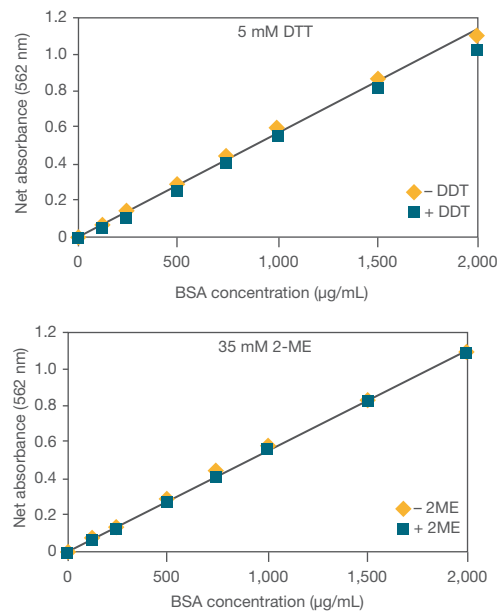 5 mM DTT
Net absorbance (562 nm)
1.2
1.0
0.8
0.6
0.4
0.2
0
– DDT
+ DDT
0 500 1,000 1,500 2,000
BSA concentration (µg/mL)
35 mM 2-ME
Net absorbance (562 nm)
1.2
1.0
0.8
0.6
0.4
0.2
0
– 2ME
+ 2ME
0 500 1,000 1,500 2,000
BSA concentration (µg/mL)